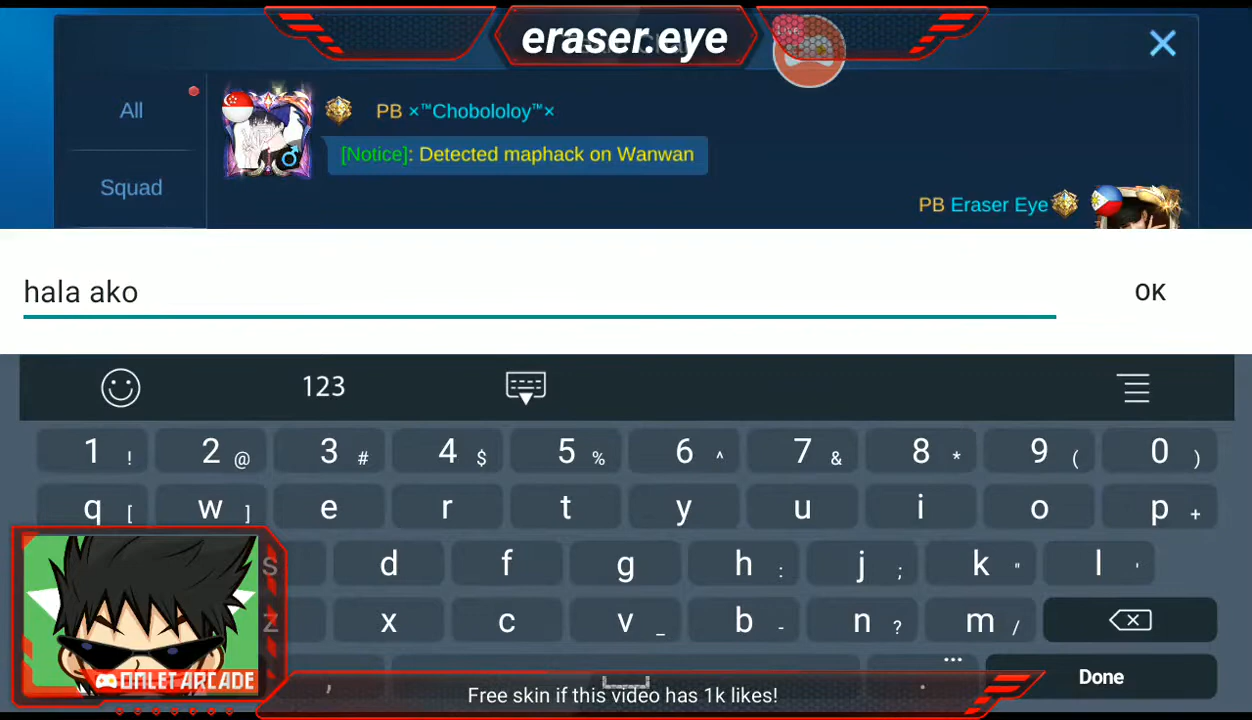 eraser.eye
All
PB ×™Chobololoy™×
[Notice]: Detected maphack on Wanwan
Squad
PB Eraser Eye
hala ako
OK
123
1 ! 2 @ 3 # 4 $ 5 % 6 ^ 7 & 8 * 9 ( 0 )
q [ w ] e r t y u i o p +
s d f g h : j ; k " l '
z x c v _ b - n ? m /
, . ... Done
OMLET ARCADE
Free skin if this video has 1k likes!